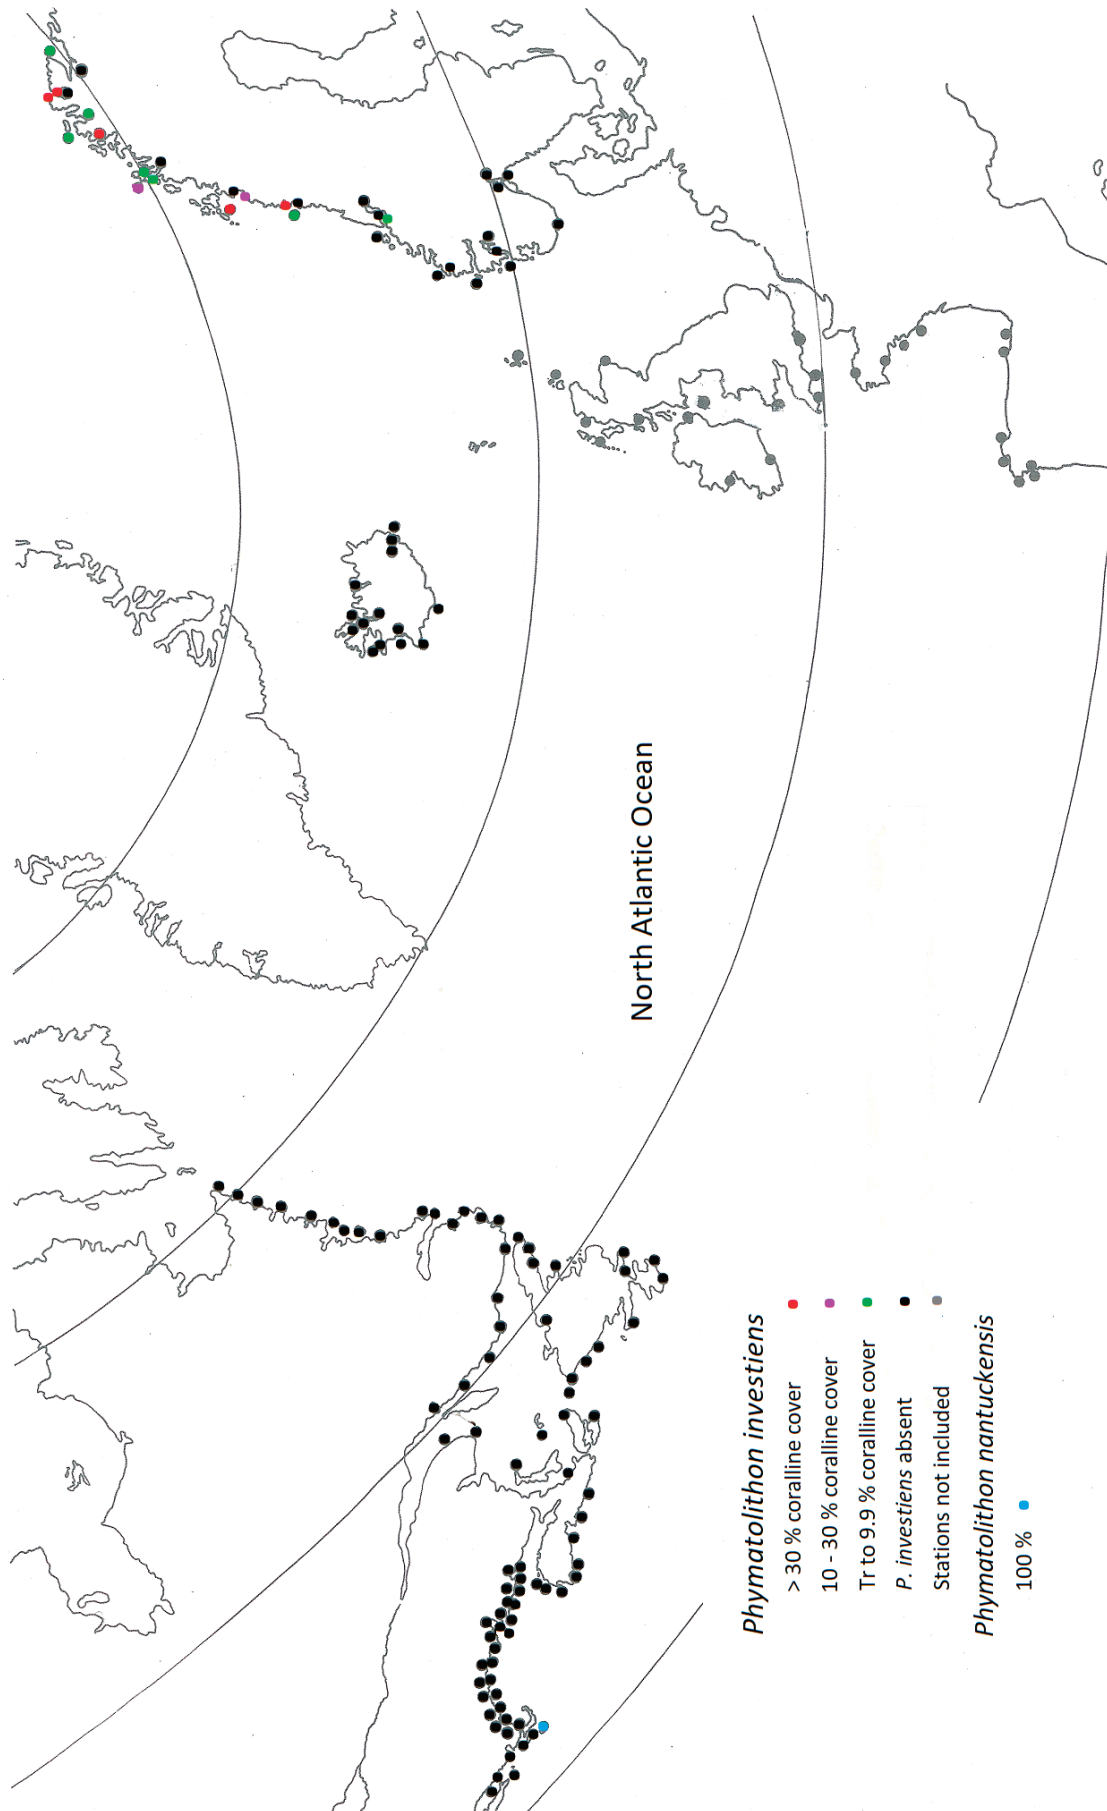 North Atlantic Ocean
Phymatolithon investiens
> 30 % coralline cover
10 - 30 % coralline cover
Tr to 9.9 % coralline cover
P. investiens absent
Stations not included
Phymatolithon nantuckensis
100 %